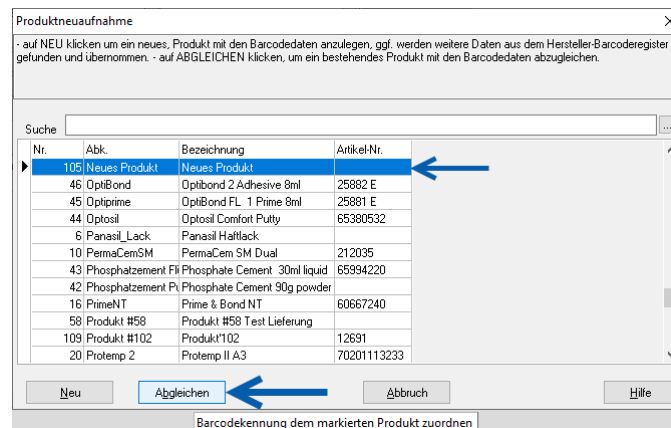 Produktneuaufnahme
- auf NEU klicken um ein neues, Produkt mit den Barcodedaten anzulegen, ggf. werden weitere Daten aus dem Hersteller-Barcoderegister
gefunden und übernommen. - auf ABGLEICHEN klicken, um ein bestehendes Produkt mit den Barcodedaten abzugleichen.
Suche
...
Nr. Abk. Bezeichnung Artikel-Nr.
105 Neues Produkt Neues Produkt
46 OptiBond Optibond 2 Adhesive 8ml 25882 E
45 Optiprime OptiBond FL 1 Prime 8ml 25881 E
44 Optosil Optosil Comfort Putty 65380532
6 Panasil_Lack Panasil Haftlack
10 PermaCemSM PermaCem SM Dual 212035
43 Phosphatzement Fl Phosphate Cement 30ml liquid 65994220
42 Phosphatzement Pu Phosphate Cement 90g powder
16 PrimeNT Prime & Bond NT 60667240
58 Produkt #58 Produkt #58 Test Lieferung
109 Produkt #102 Produkt'102 12691
20 Protemp 2 Protemp II A3 70201113233
Neu Abgleichen Abbruch Hilfe
Barcodekennung dem markierten Produkt zuordnen